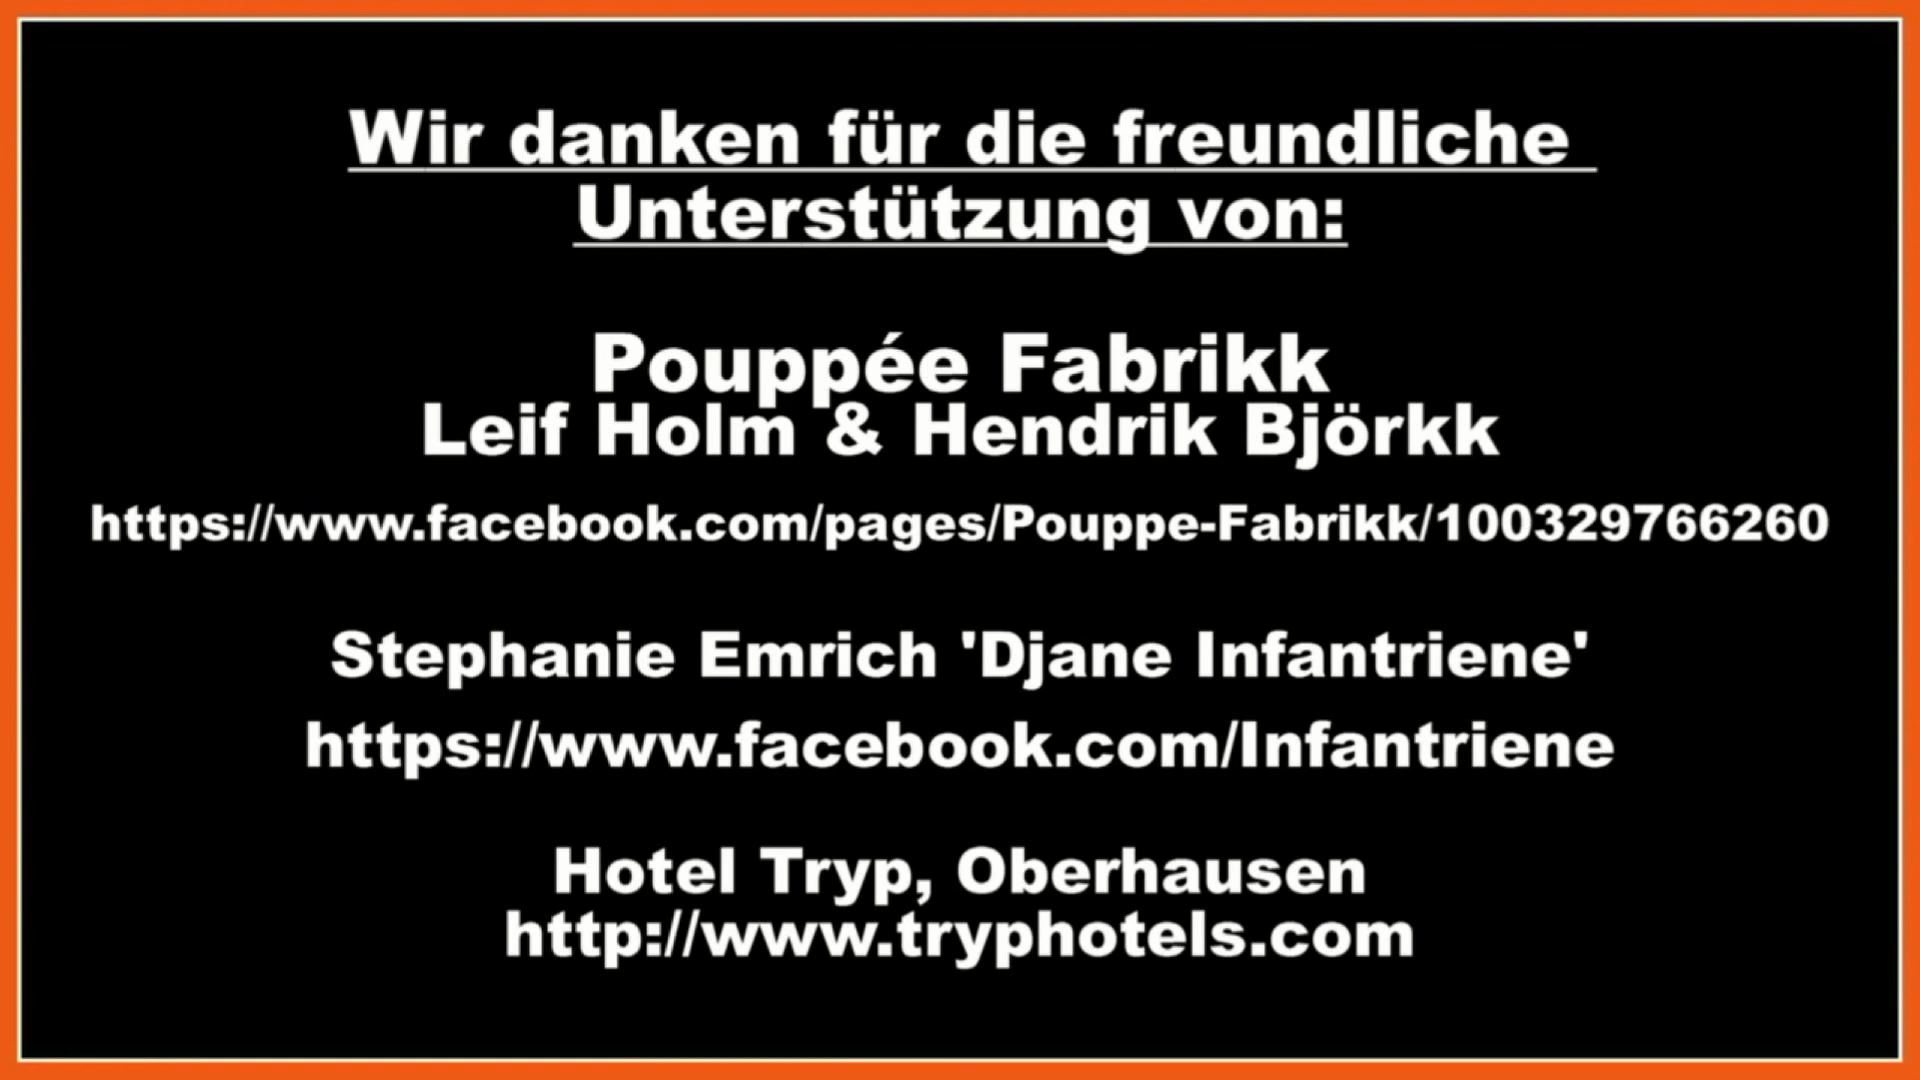 Wir danken für die freundliche
Unterstützung von:
Pouppée Fabrikk
Leif Holm & Hendrik Björkk
https://www.facebook.com/pages/Pouppe-Fabrikk/100329766260
Stephanie Emrich 'Djane Infantriene'
https://www.facebook.com/Infantriene
Hotel Tryp, Oberhausen
http://www.tryphotels.com